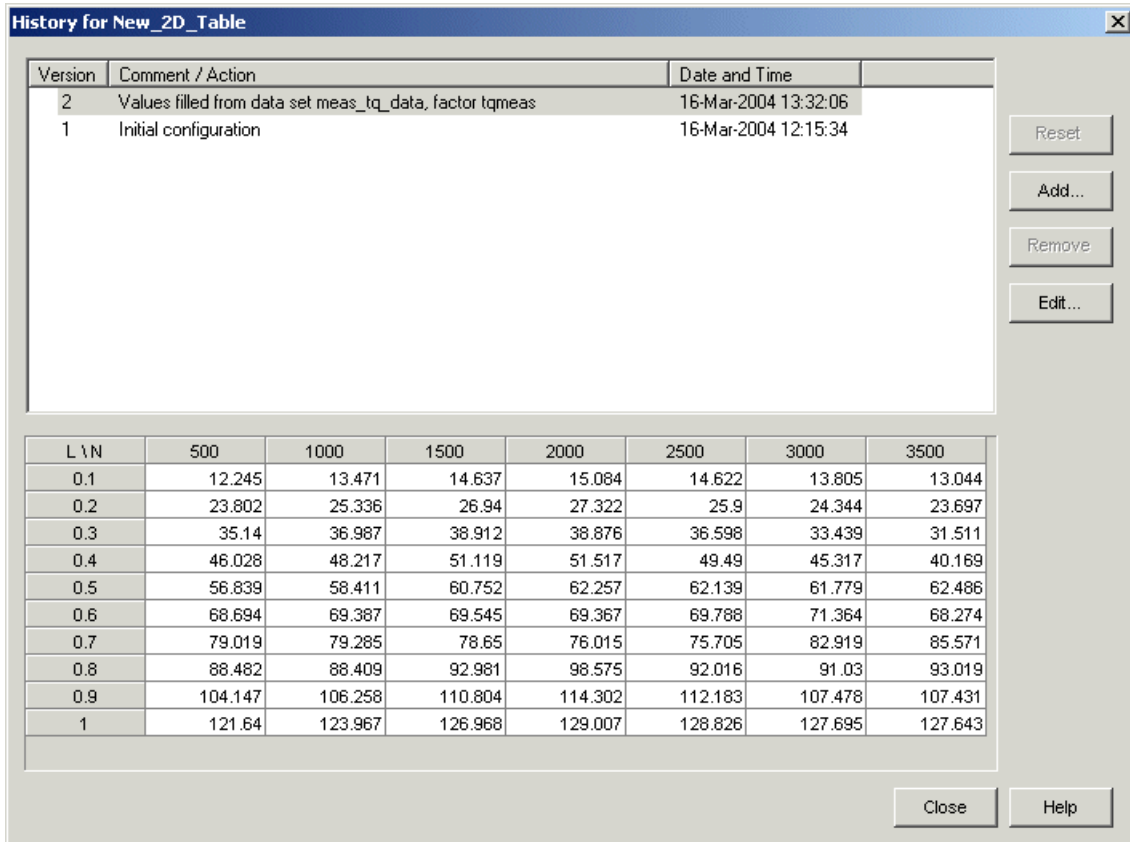 History for New_2D_Table
Version Comment / Action Date and Time
2 Values filled from data set meas_tq_data, factor tqmeas 16-Mar-2004 13:32:06
1 Initial configuration 16-Mar-2004 12:15:34
Reset
Add...
Remove
Edit...
L \ N 500 1000 1500 2000 2500 3000 3500
0.1 12.245 13.471 14.637 15.084 14.622 13.805 13.044
0.2 23.802 25.336 26.94 27.322 25.9 24.344 23.697
0.3 35.14 36.987 38.912 38.876 36.598 33.439 31.511
0.4 46.028 48.217 51.119 51.517 49.49 45.317 40.169
0.5 56.839 58.411 60.752 62.257 62.139 61.779 62.486
0.6 68.694 69.387 69.545 69.367 69.788 71.364 68.274
0.7 79.019 79.285 78.65 76.015 75.705 82.919 85.571
0.8 88.482 88.409 92.981 98.575 92.016 91.03 93.019
0.9 104.147 106.258 110.804 114.302 112.183 107.478 107.431
1 121.64 123.967 126.968 129.007 128.826 127.695 127.643
Close Help